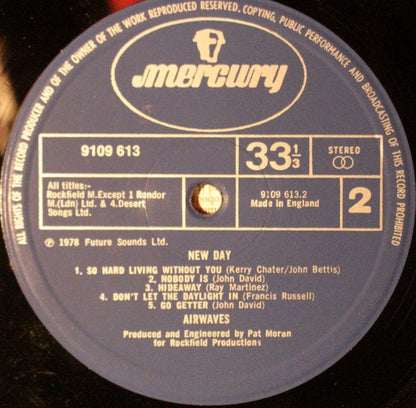 ALL RIGHTS OF THE RECORD PRODUCER AND OF THE OWNER OF THE WORK REPRODUCED RESERVED. COPYING, PUBLIC PERFORMANCE AND BROADCASTING OF THIS RECORD PROHIBITED
mercury
9109 613
33 1/3
STEREO
All titles:-
Rockfield M.Except 1 Rondor
M.(Ldn) Ltd. & 4.Desert
Songs Ltd.
9109 613.2
Made in England
2
℗ 1978 Future Sounds Ltd.
NEW DAY
1. SO HARD LIVING WITHOUT YOU (Kerry Chater/John Bettis)
2. NOBODY IS (John David)
3. HIDEAWAY (Ray Martinez)
4. DON'T LET THE DAYLIGHT IN (Francis Russell)
5. GO GETTER (John David)
AIRWAVES
Produced and Engineered by Pat Moran
for Rockfield Productions